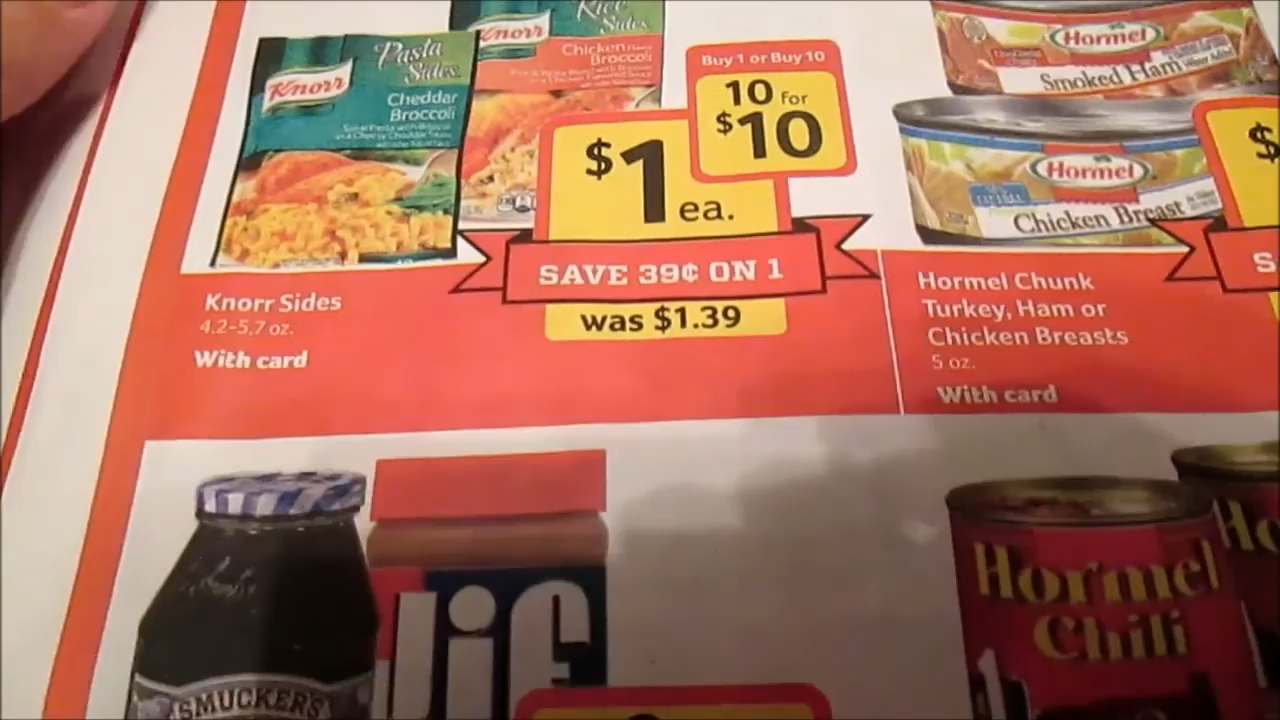 Pasta
Sides
Knorr
Cheddar
Broccoli
Rice
Sides
Knorr
Chicken
Broccoli
Buy 1 or Buy 10
10 FOR
$10
$1 ea.
SAVE 39¢ ON 1
was $1.39
Knorr Sides
4.2-5.7 oz.
With card
Hormel
Smoked Ham
Hormel
Chicken Breast
$
S
Hormel Chunk
Turkey, Ham or
Chicken Breasts
5 oz.
With card
SMUCKER'S
Jif
Hormel
Chili
Ho